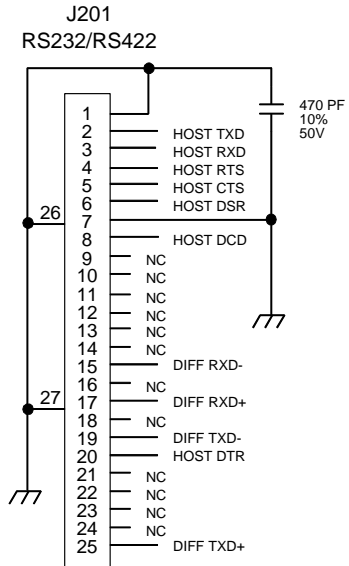 J201
RS232/RS422
470 PF
10%
50V
1
2 HOST TXD
3 HOST RXD
4 HOST RTS
5 HOST CTS
6 HOST DSR
26 7
8 HOST DCD
9 NC
10 NC
11 NC
12 NC
13 NC
14 NC
15 DIFF RXD-
16 NC
27 17 DIFF RXD+
18 NC
19 DIFF TXD-
20 HOST DTR
21 NC
22 NC
23 NC
24 NC
25 DIFF TXD+